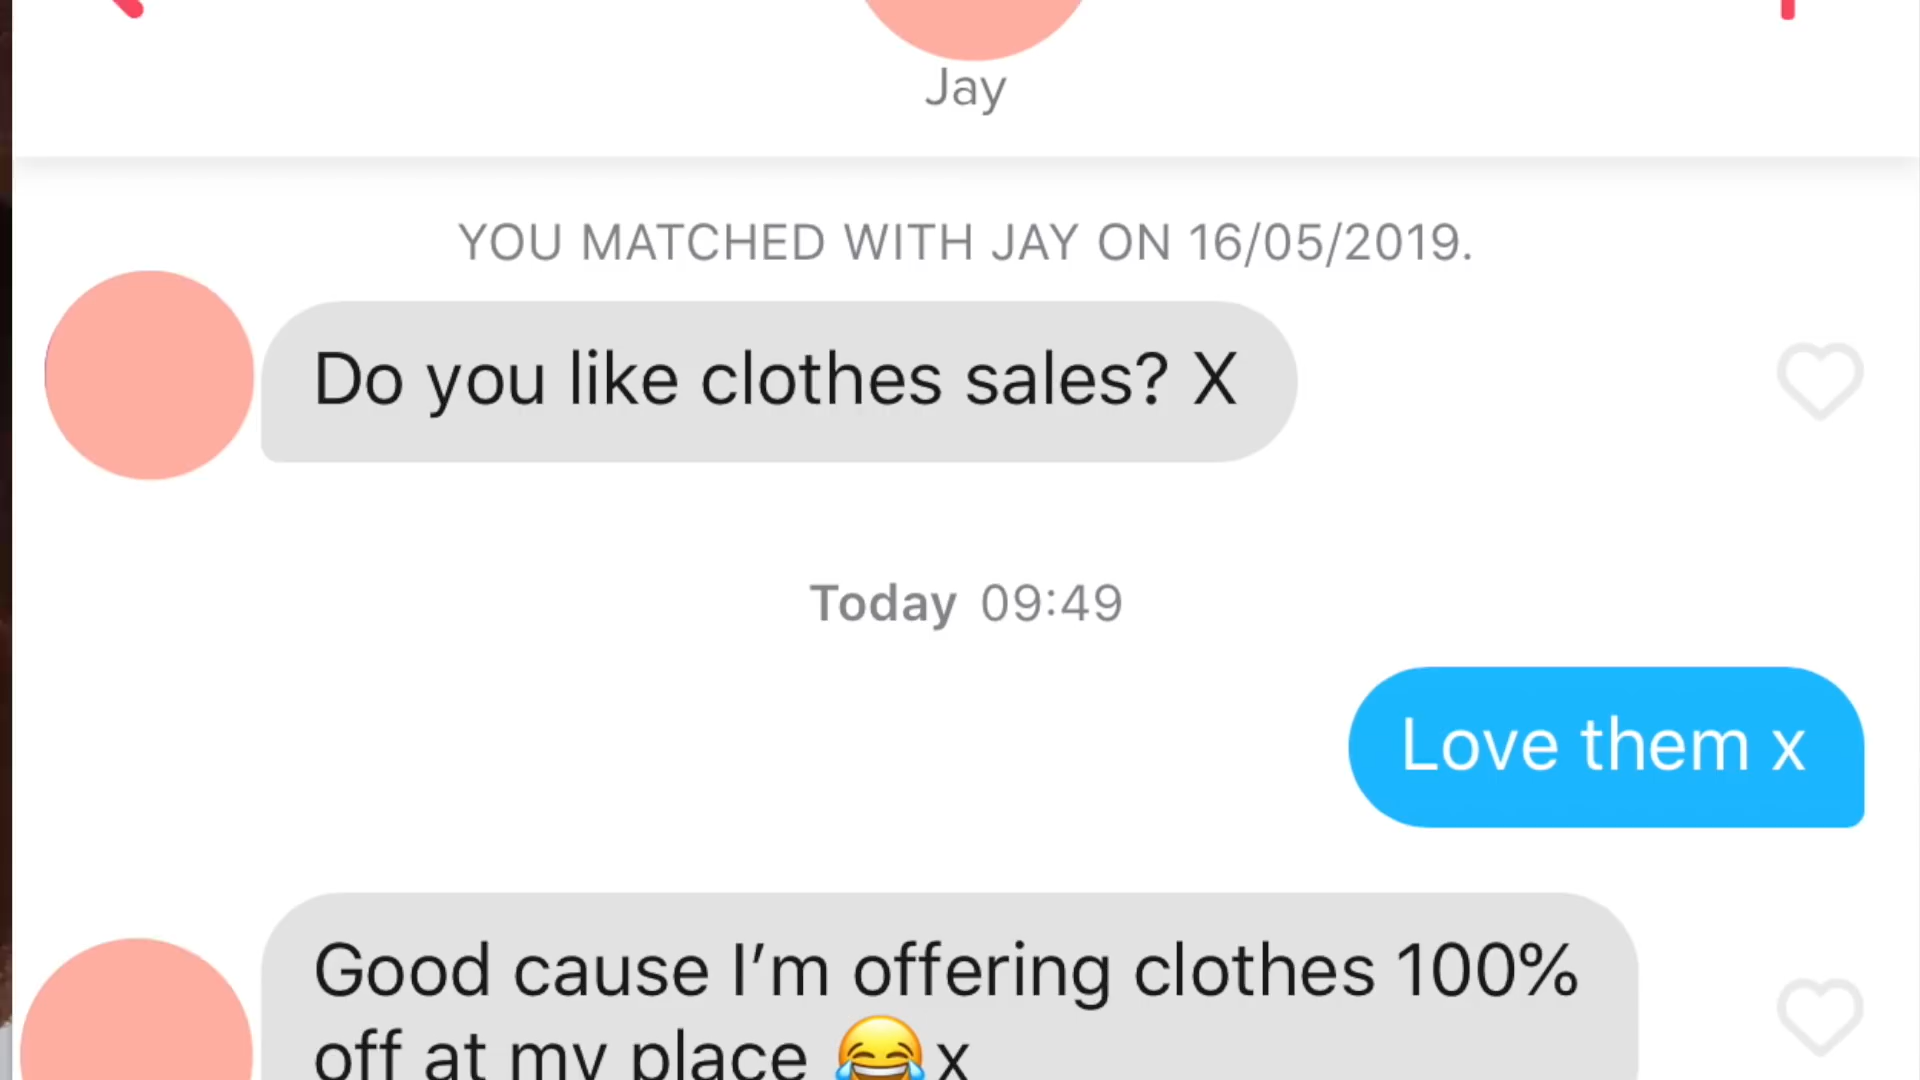 Jay
YOU MATCHED WITH JAY ON 16/05/2019.
Do you like clothes sales? X
Today 09:49
Love them x
Good cause I’m offering clothes 100%
off at my place 😂 x